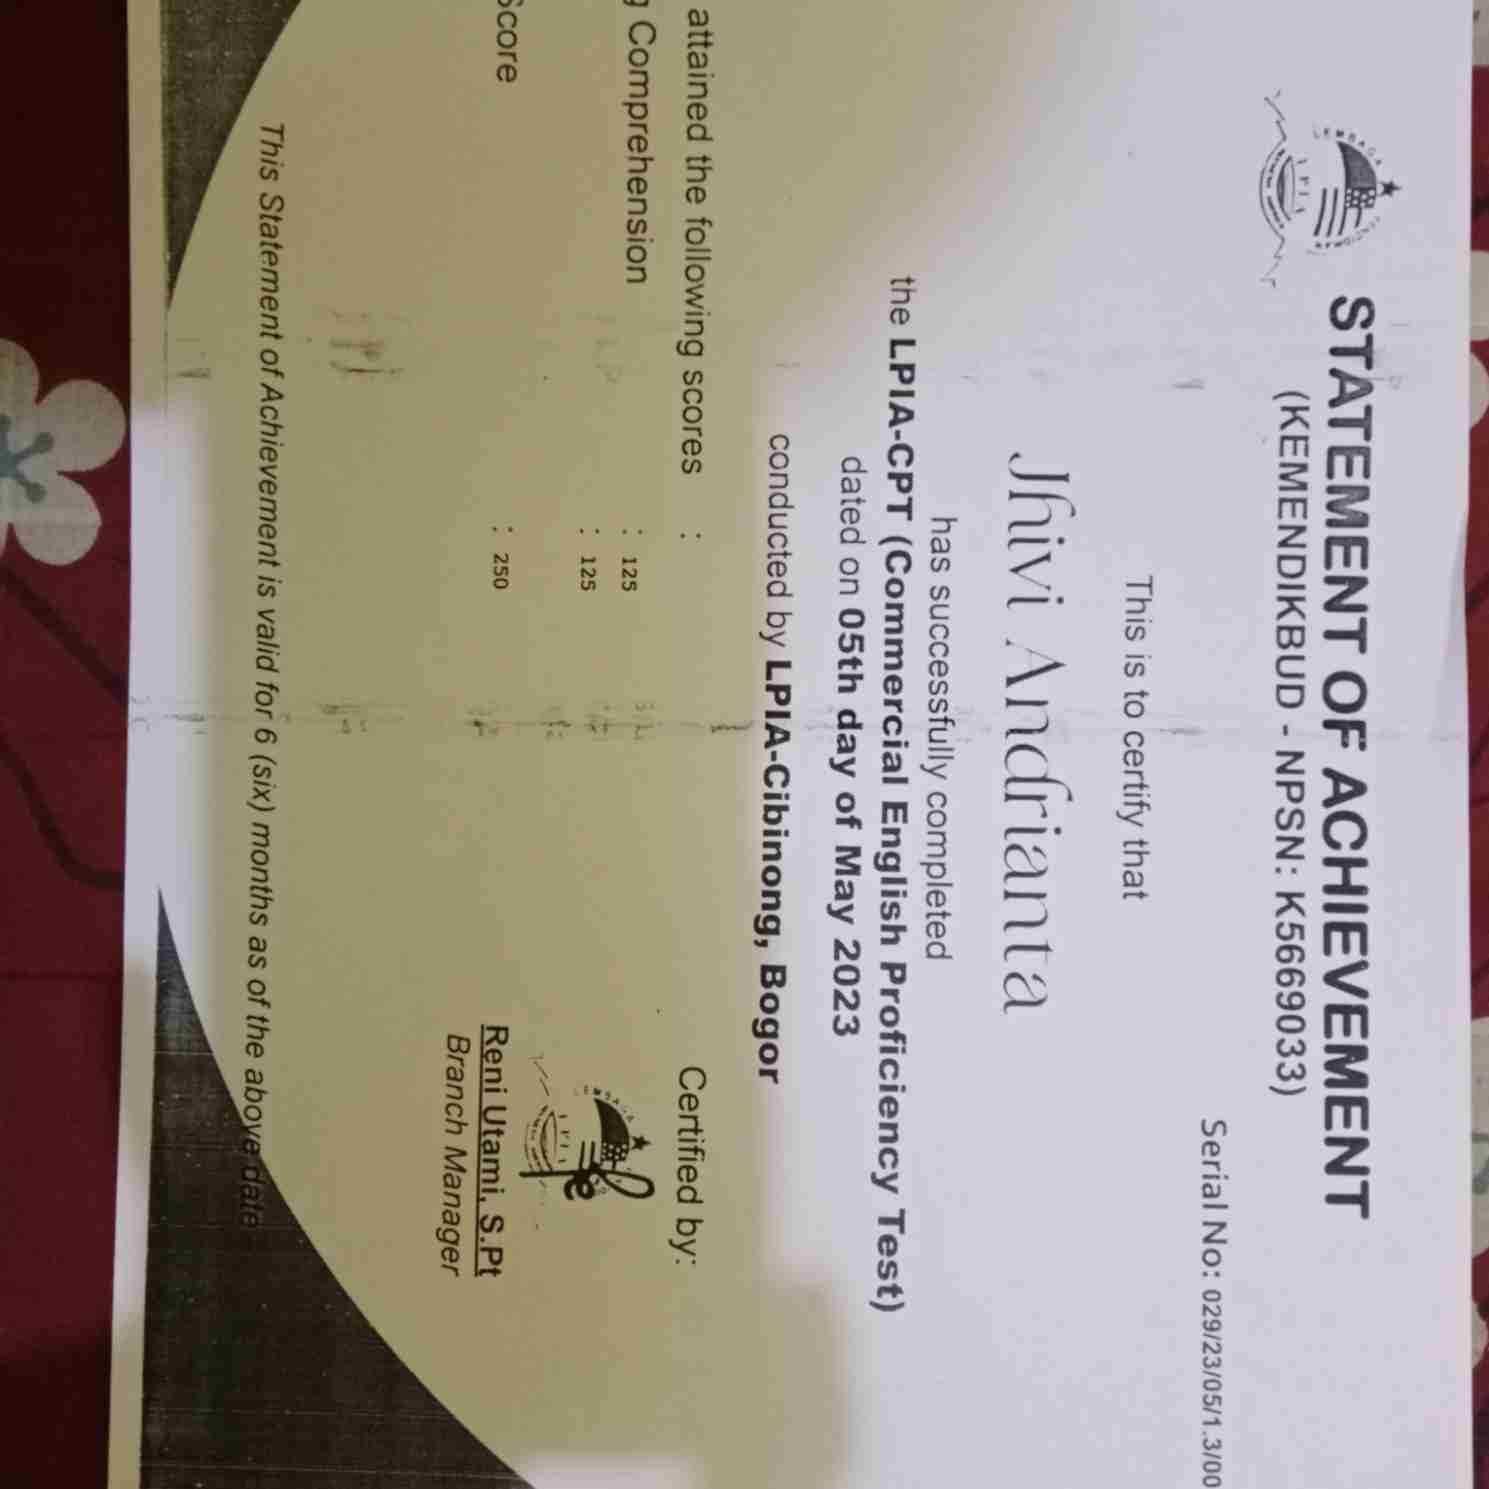 STATEMENT OF ACHIEVEMENT
(KEMENDIKBUD - NPSN: K5669033)
Serial No: 029/23/05/1.3/00
This is to certify that
Jhivi Andrianta
has successfully completed
the LPIA-CPT (Commercial English Proficiency Test)
dated on 05th day of May 2023
conducted by LPIA-Cibinong, Bogor
attained the following scores :
Comprehension : 125
: 125
Score : 250
Certified by:
LEMBAGA
LPIA
Reni Utami, S.Pt
Branch Manager
This Statement of Achievement is valid for 6 (six) months as of the above date